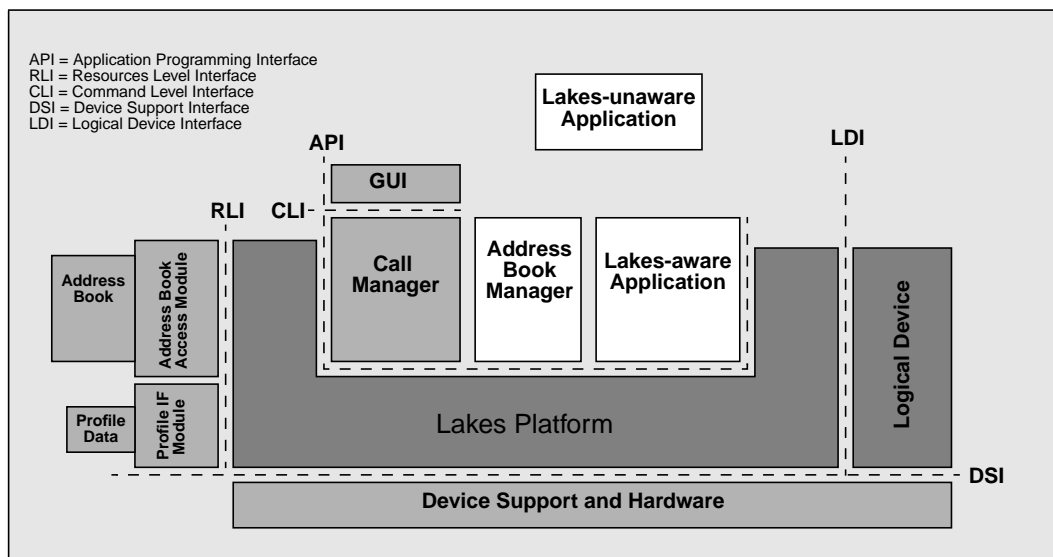 API = Application Programming Interface
RLI = Resources Level Interface
CLI = Command Level Interface
DSI = Device Support Interface
LDI = Logical Device Interface
Lakes-unaware
Application
API
LDI
GUI
RLI
CLI
Address
Book
Address Book
Access Module
Call
Manager
Address
Book
Manager
Lakes-aware
Application
Logical Device
Profile
Data
Profile IF
Module
Lakes Platform
DSI
Device Support and Hardware